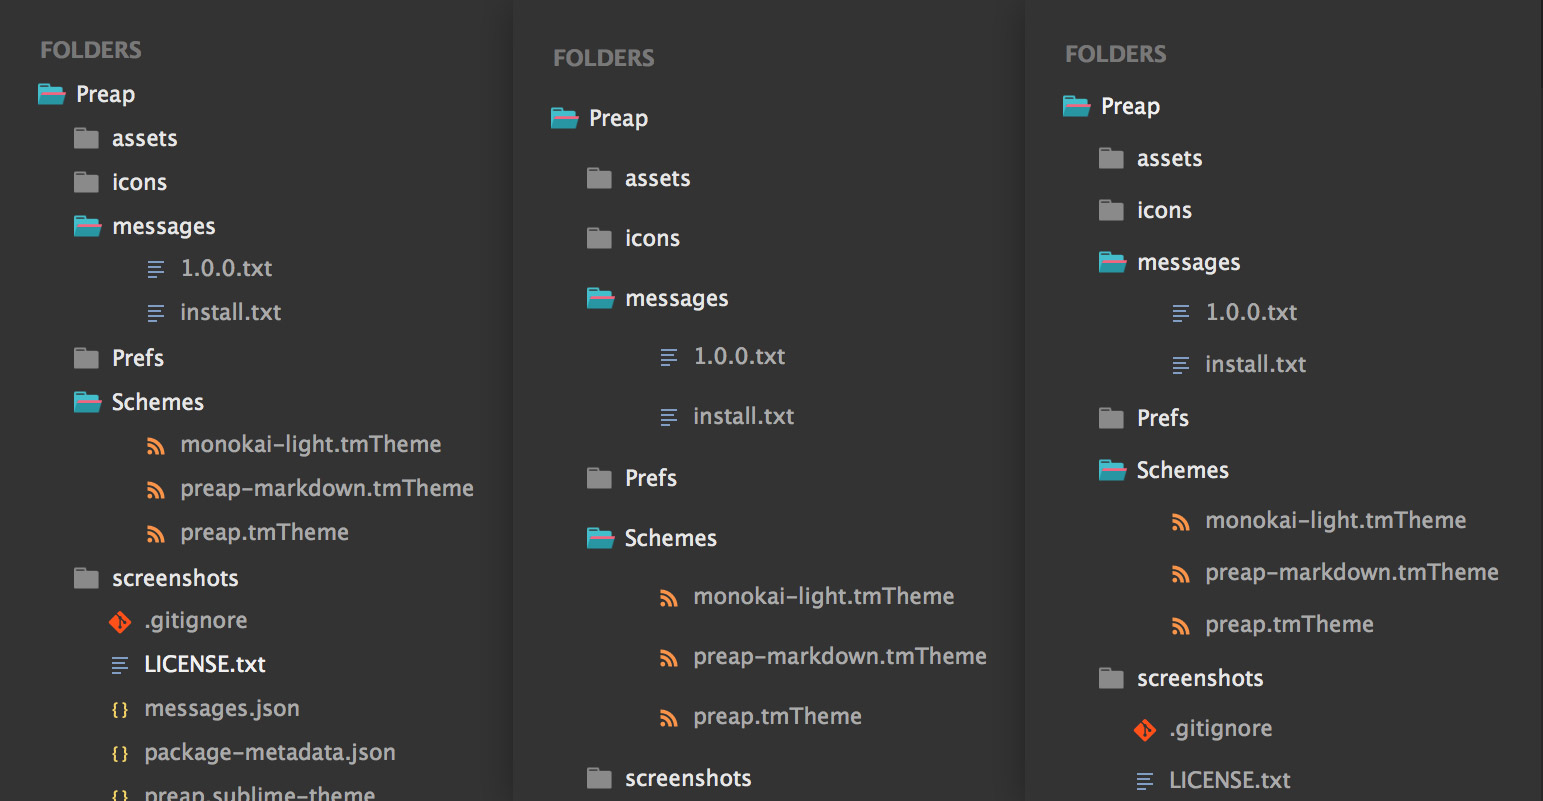 FOLDERS
Preap
assets
icons
messages
1.0.0.txt
install.txt
Prefs
Schemes
monokai-light.tmTheme
preap-markdown.tmTheme
preap.tmTheme
screenshots
.gitignore
LICENSE.txt
messages.json
package-metadata.json
preap.sublime-theme
FOLDERS
Preap
assets
icons
messages
1.0.0.txt
install.txt
Prefs
Schemes
monokai-light.tmTheme
preap-markdown.tmTheme
preap.tmTheme
screenshots
FOLDERS
Preap
assets
icons
messages
1.0.0.txt
install.txt
Prefs
Schemes
monokai-light.tmTheme
preap-markdown.tmTheme
preap.tmTheme
screenshots
.gitignore
LICENSE.txt